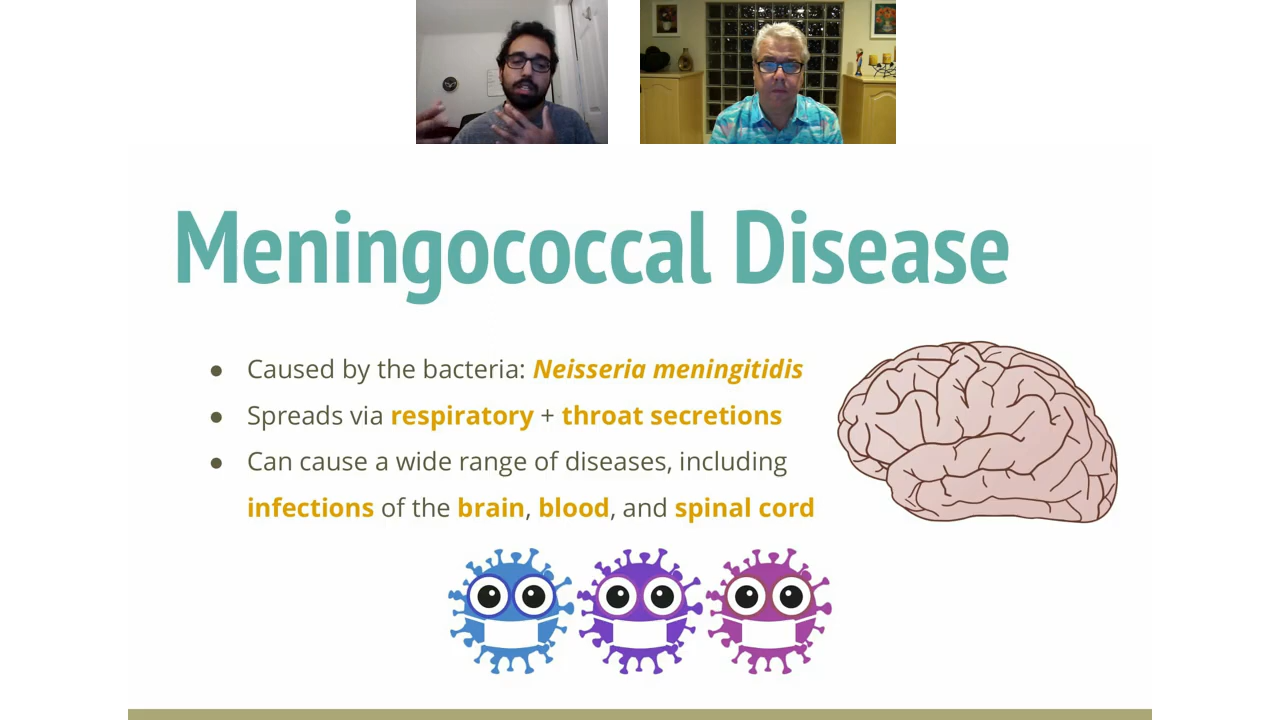 Meningococcal Disease
● Caused by the bacteria: Neisseria meningitidis
● Spreads via respiratory + throat secretions
● Can cause a wide range of diseases, including
infections of the brain, blood, and spinal cord